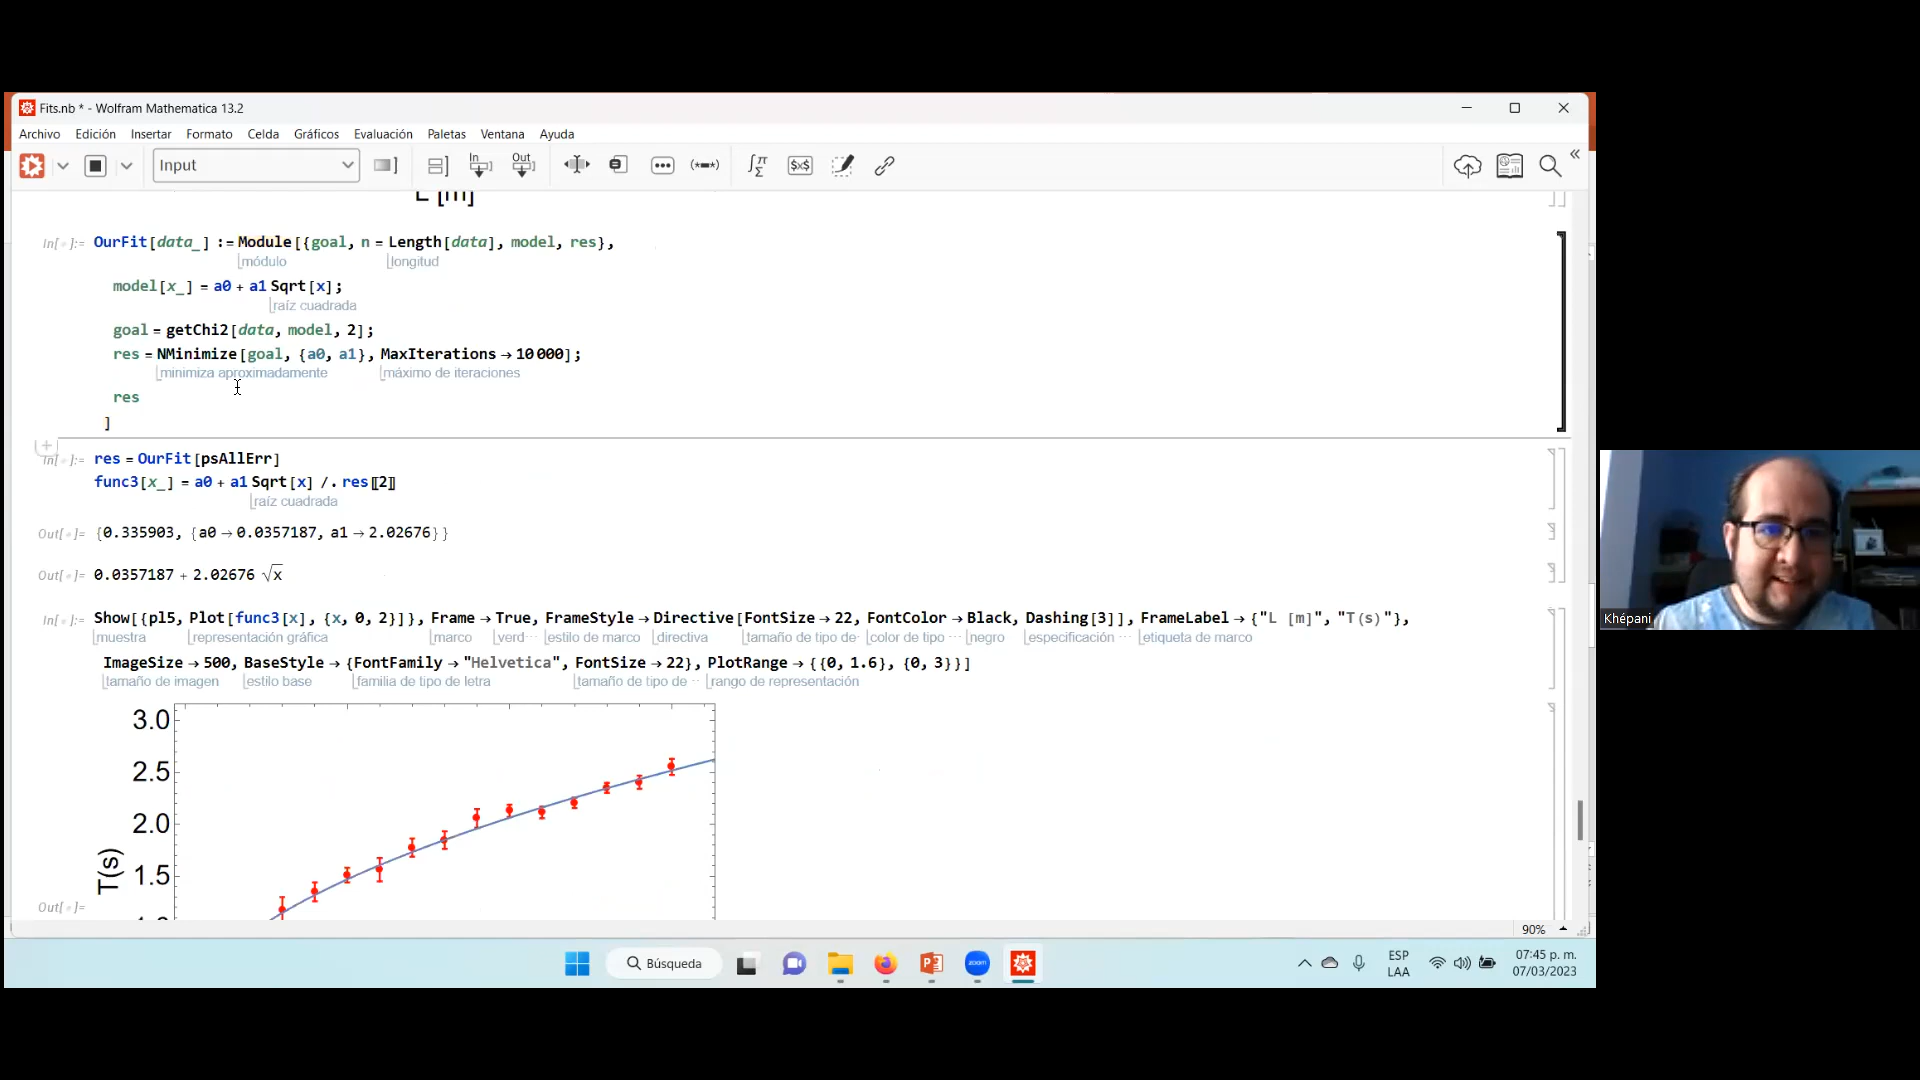 Fits.nb * - Wolfram Mathematica 13.2
Archivo Edición Insertar Formato Celda Gráficos Evaluación Paletas Ventana Ayuda
Input In Out $x$
L [m]
In[ ]:= OurFit[data_] := Module[{goal, n = Length[data], model, res},
módulo longitud
model[x_] = a0 + a1 Sqrt[x];
raíz cuadrada
goal = getChi2[data, model, 2];
res = NMinimize[goal, {a0, a1}, MaxIterations → 10 000];
minimiza aproximadamente máximo de iteraciones
res
]
In[ ]:= res = OurFit[psAllErr]
func3[x_] = a0 + a1 Sqrt[x] /. res[[2]]
raíz cuadrada
Out[ ]= {0.335903, {a0 → 0.0357187, a1 → 2.02676}}
Out[ ]= 0.0357187 + 2.02676 √x
In[ ]:= Show[{pl5, Plot[func3[x], {x, 0, 2}]}, Frame → True, FrameStyle → Directive[FontSize → 22, FontColor → Black, Dashing[3]], FrameLabel → {"L [m]", "T(s)"},
muestra representación gráfica marco verd··· estilo de marco directiva tamaño de tipo de·· color de tipo ··· negro especificación ··· etiqueta de marco
ImageSize → 500, BaseStyle → {FontFamily → "Helvetica", FontSize → 22}, PlotRange → {{0, 1.6}, {0, 3}}]
tamaño de imagen estilo base familia de tipo de letra tamaño de tipo de ·· rango de representación
3.0
2.5
2.0
1.5
T(s)
Out[ ]=
90%
Búsqueda
zoom
ESP
LAA
07:45 p. m.
07/03/2023
Khépani